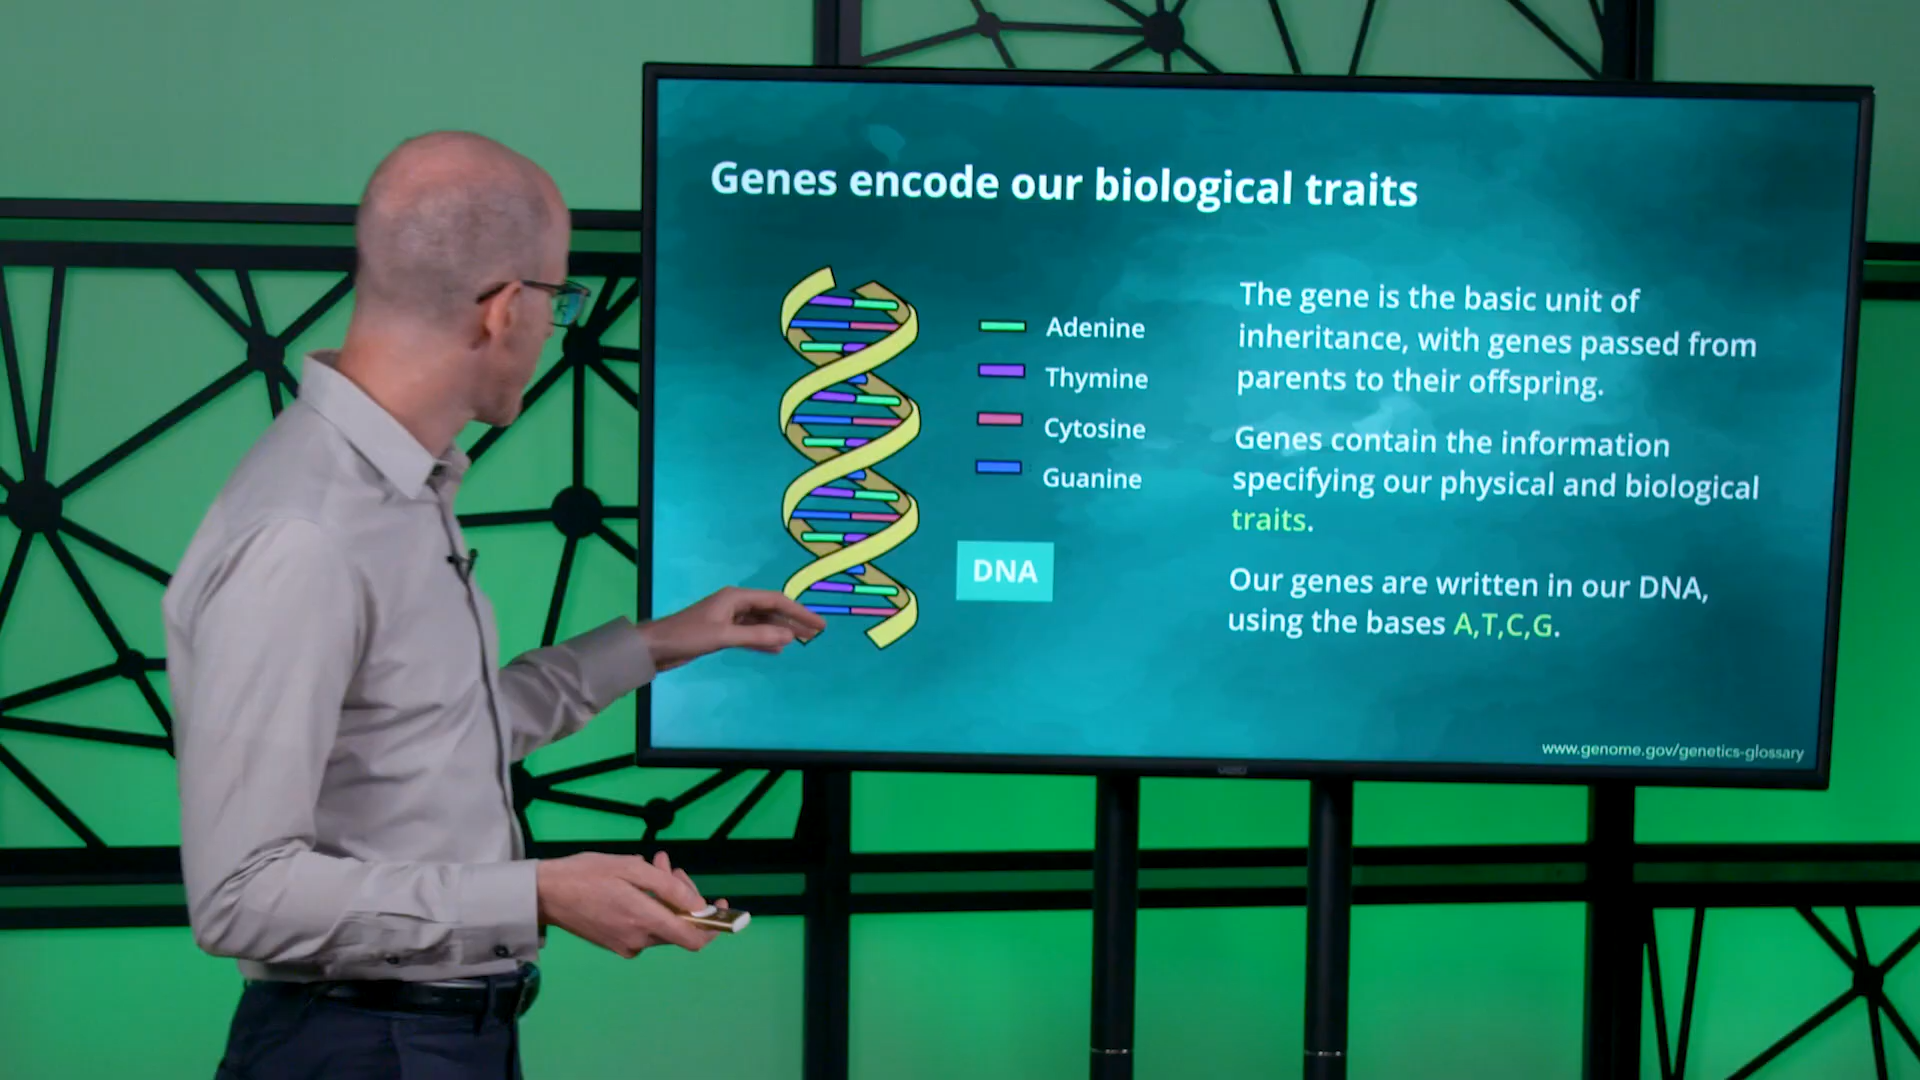 Genes encode our biological traits
Adenine
Thymine
Cytosine
Guanine
DNA
The gene is the basic unit of
inheritance, with genes passed from
parents to their offspring.
Genes contain the information
specifying our physical and biological
traits.
Our genes are written in our DNA,
using the bases A,T,C,G.
www.genome.gov/genetics-glossary